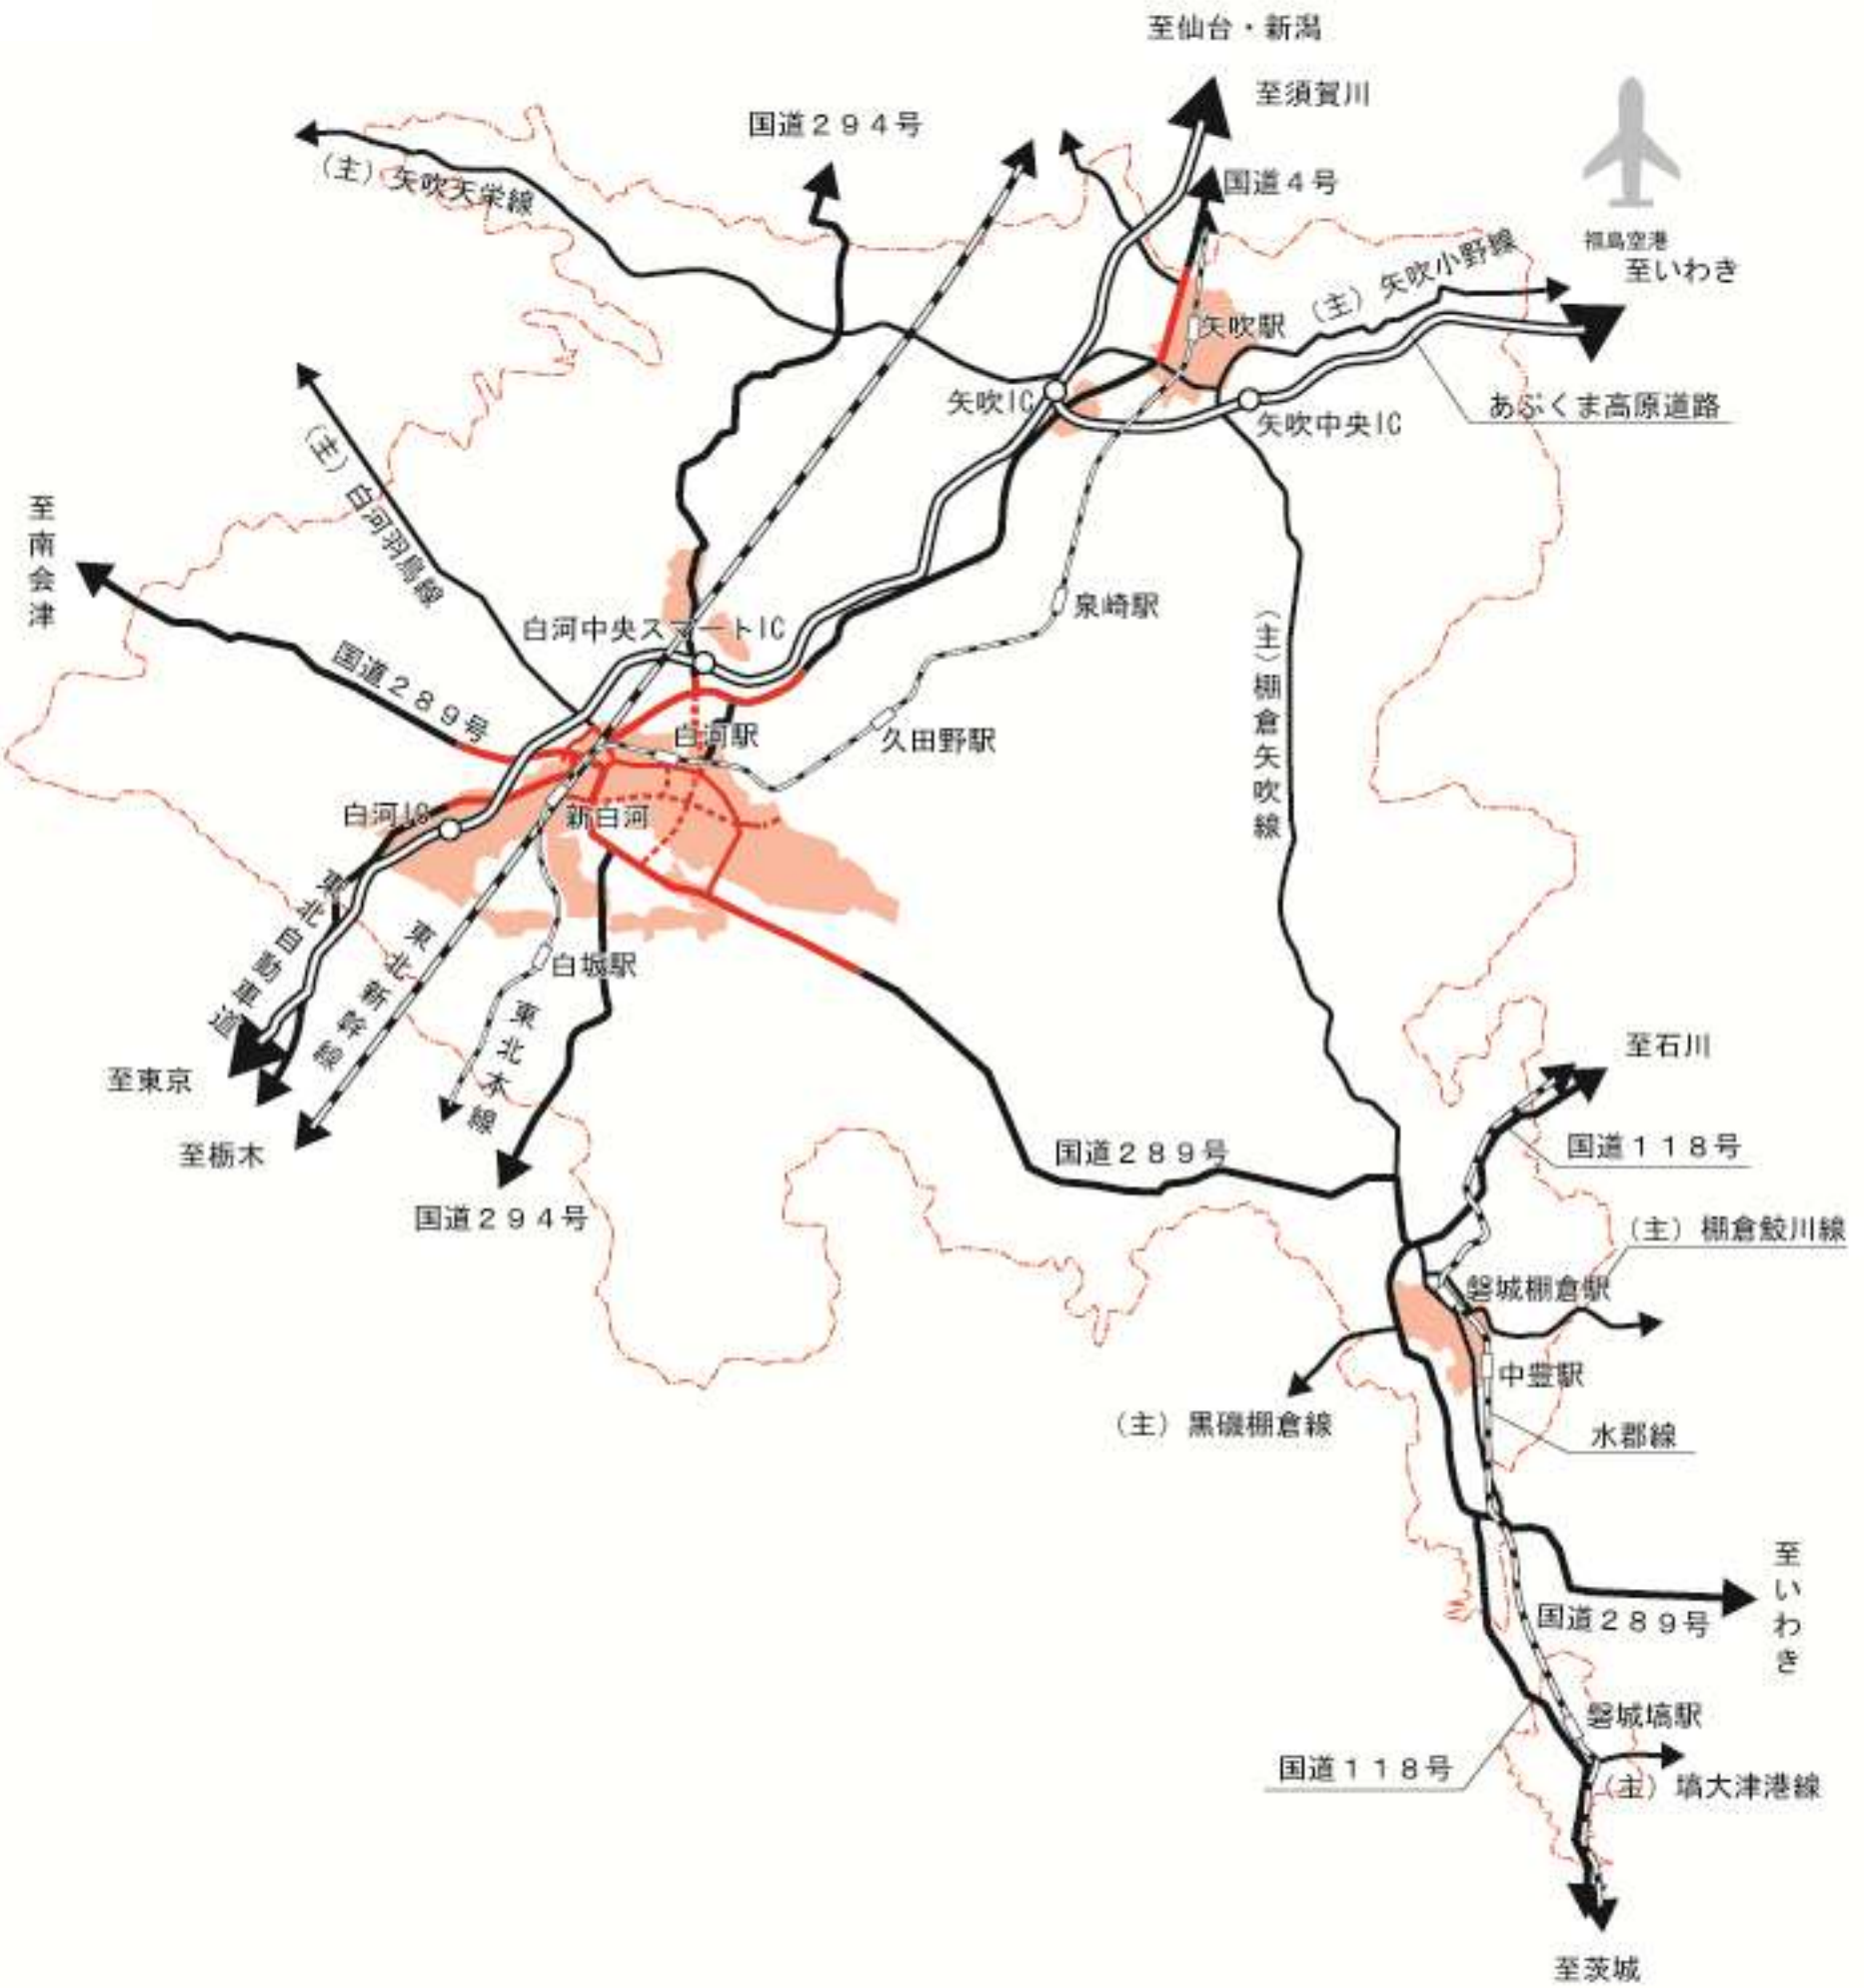 至仙台・新潟
至須賀川
国道２９４号
（主）矢吹天栄線
国道４号
福島空港
至いわき
（主）矢吹小野線
矢吹駅
矢吹IC
矢吹中央IC
あぶくま高原道路
（主）白河羽鳥線
至南会津
国道２８９号
白河中央スマートIC
泉崎駅
（主）棚倉矢吹線
白河駅
久田野駅
白河IC
新白河
東北自動車道
東北新幹線
白坂駅
東北本線
至東京
至栃木
国道２９４号
至石川
国道１１８号
国道２８９号
（主）棚倉鮫川線
磐城棚倉駅
中豊駅
（主）黒磯棚倉線
水郡線
至いわき
国道２８９号
磐城塙駅
国道１１８号
（主）塙大津港線
至茨城